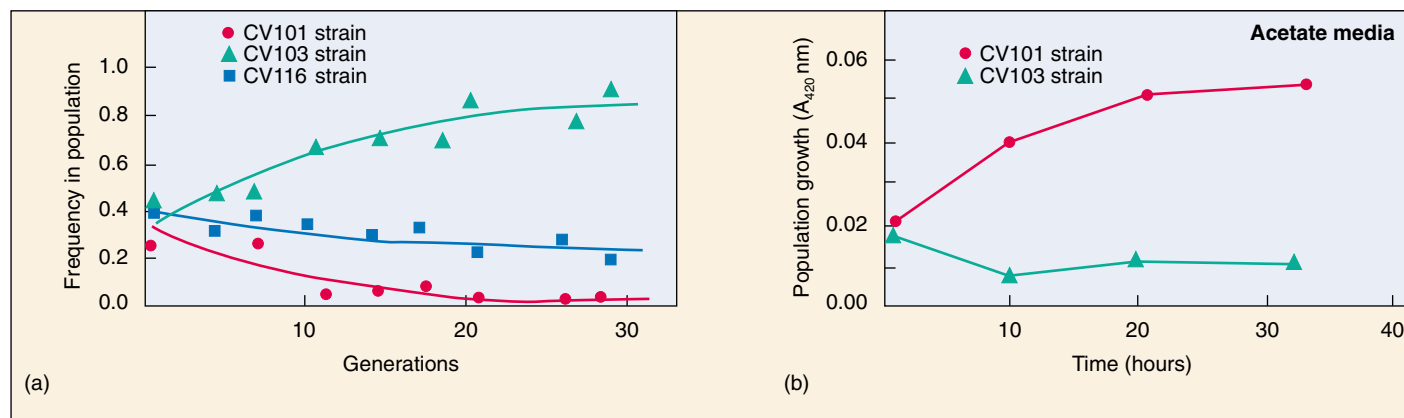 CV101 strain
CV103 strain
CV116 strain
Frequency in population
1.0
0.8
0.6
0.4
0.2
0.0
10
20
30
Generations
(a)
Acetate media
CV101 strain
CV103 strain
Population growth (A420 nm)
0.06
0.04
0.02
0.00
10
20
30
40
Time (hours)
(b)